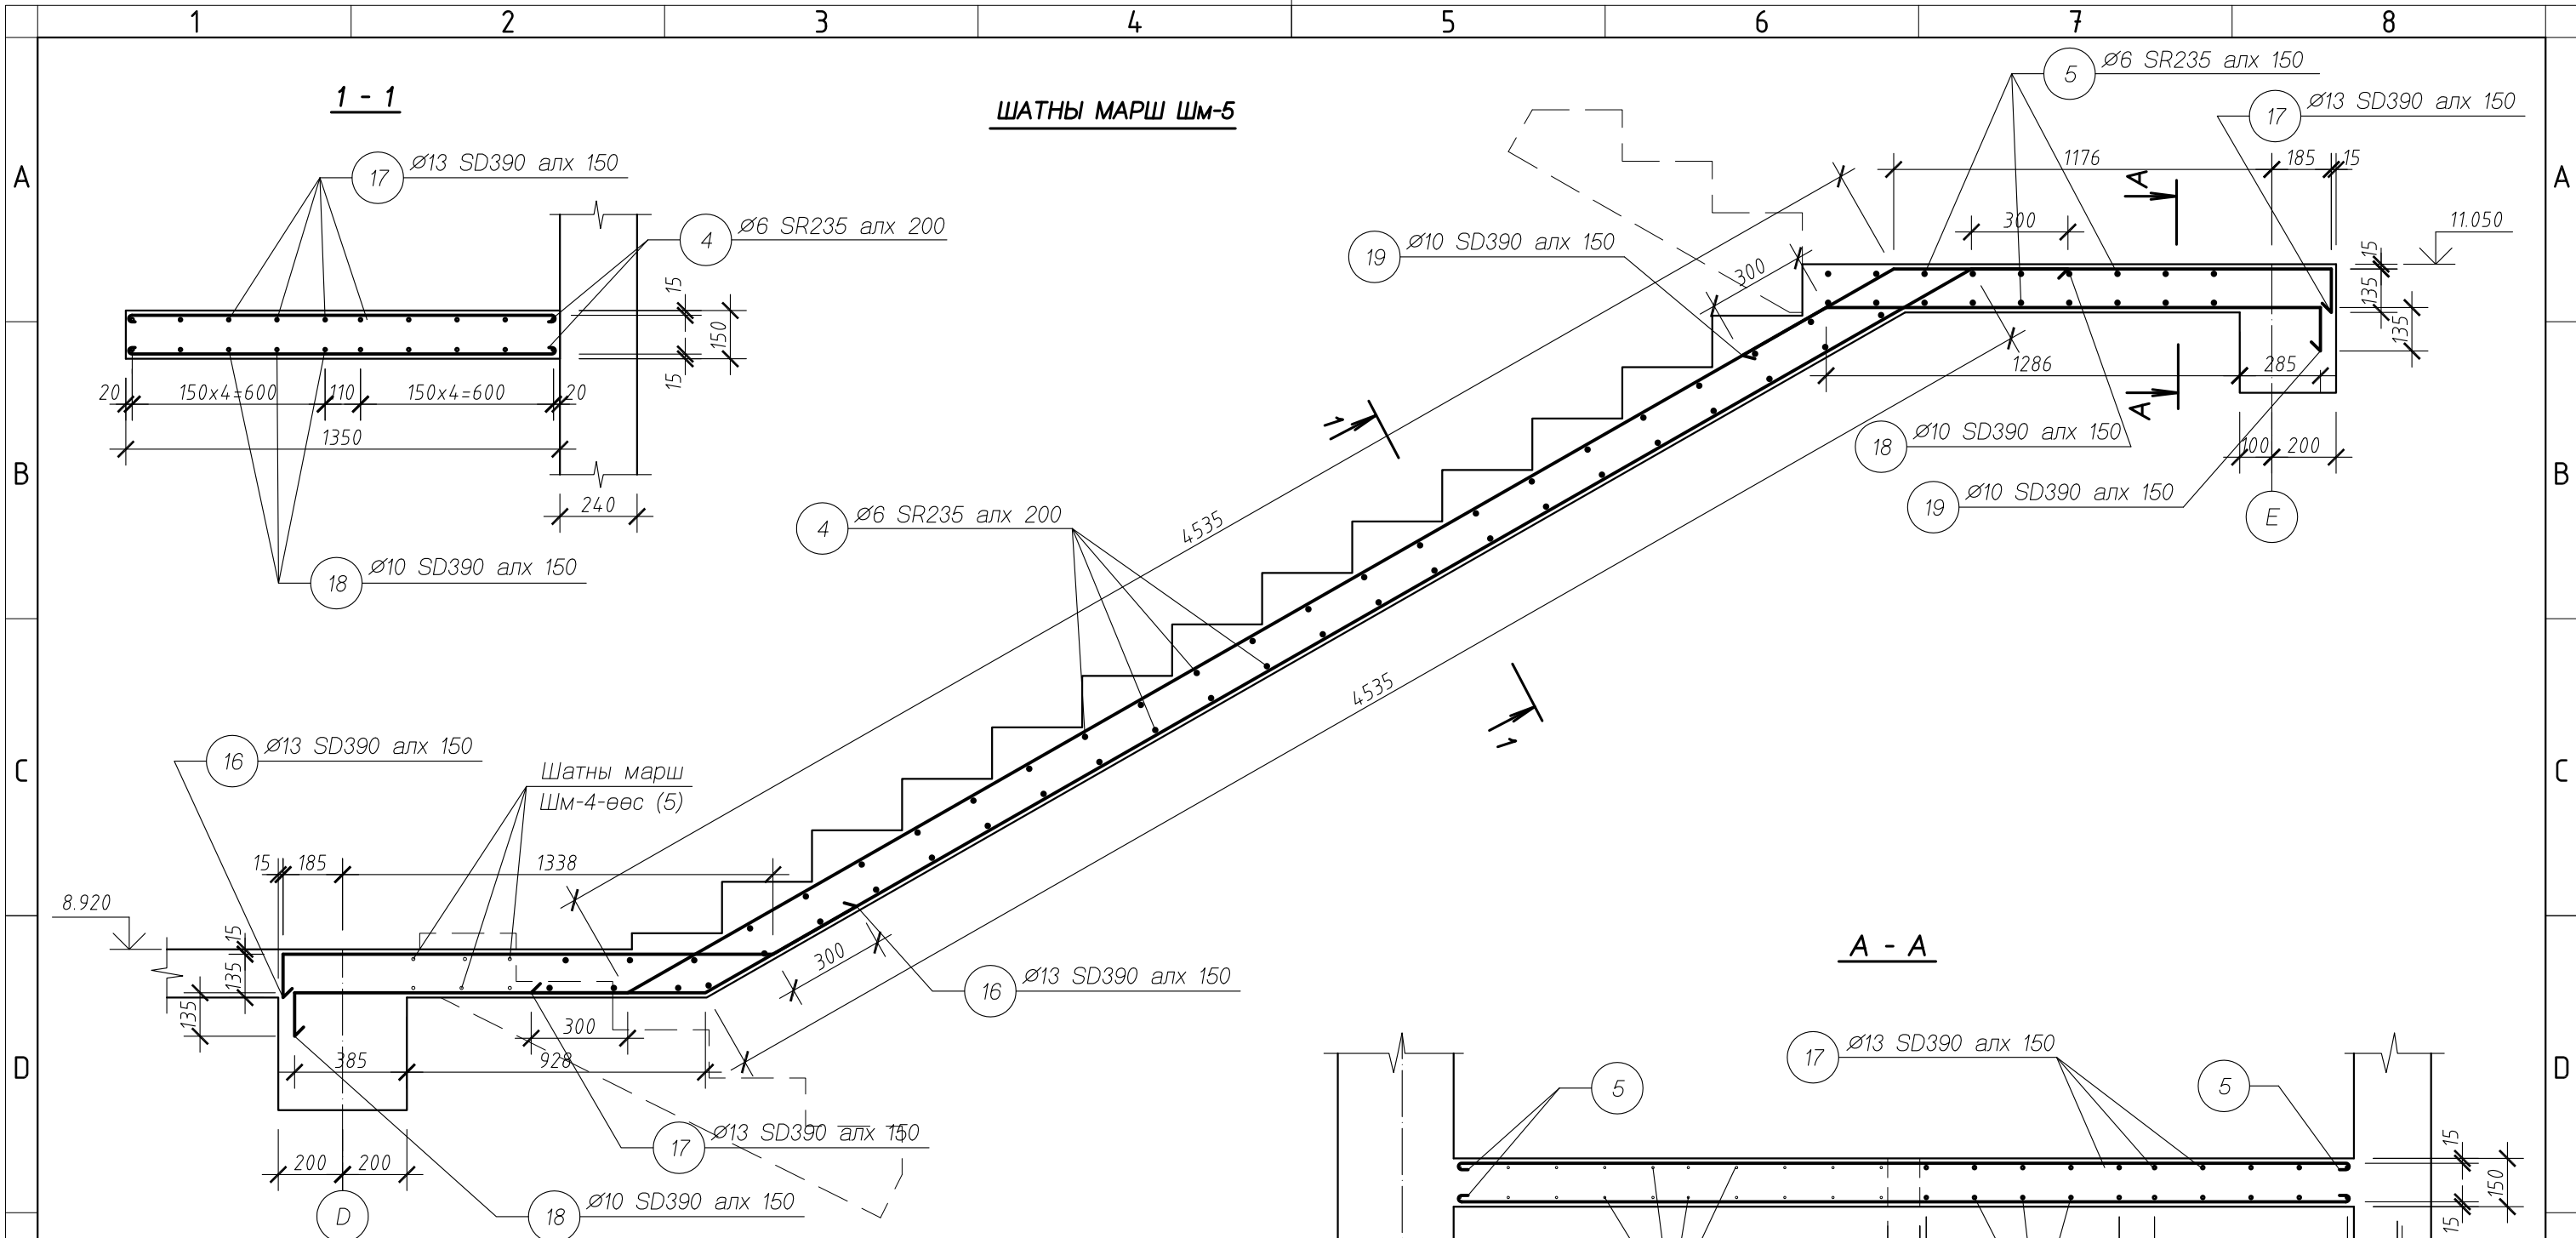 1 2 3 4 5 6 7 8
A
B
C
D
A
B
C
D
1 - 1
17 Ø13 SD390 алх 150
4 Ø6 SR235 алх 200
15
150
15
20 150x4=600 110 150x4=600 20
1350
240
18 Ø10 SD390 алх 150
ШАТНЫ МАРШ Шм-5
5 Ø6 SR235 алх 150
17 Ø13 SD390 алх 150
1176 185 15
A
300
11.050
19 Ø10 SD390 алх 150
300
15
135
135
1286 285
A
18 Ø10 SD390 алх 150
100 200
19 Ø10 SD390 алх 150
E
1
4 Ø6 SR235 алх 200
4535
4535
1
16 Ø13 SD390 алх 150
Шатны марш
Шм-4-өөс (5)
15 185 1338
8.920
15
135
135
300
16 Ø13 SD390 алх 150
300
385 928
17 Ø13 SD390 алх 150
200 200
18 Ø10 SD390 алх 150
D
A - A
17 Ø13 SD390 алх 150
5
5
15
150
15